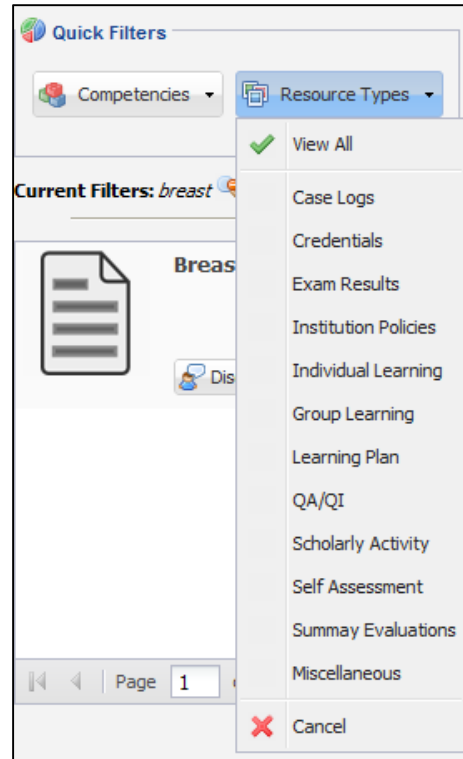 Quick Filters
Competencies Resource Types
View All
Current Filters: breast
Case Logs
Credentials
Exam Results
Institution Policies
Individual Learning
Group Learning
Learning Plan
QA/QI
Scholarly Activity
Self Assessment
Summay Evaluations
Miscellaneous
Page 1
Cancel